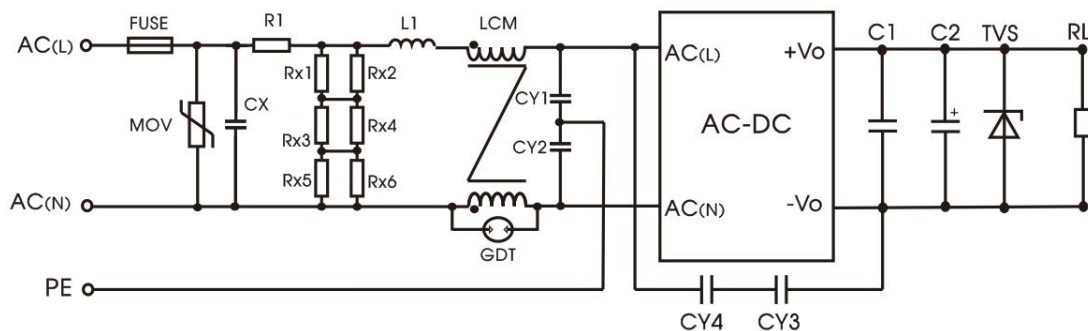 FUSE R1 L1 LCM C1 C2 TVS RL
AC(L) AC(L) +Vo
Rx1 Rx2
MOV CX CY1
Rx3 Rx4 AC-DC
CY2
Rx5 Rx6
AC(N) AC(N) -Vo
GDT
PE
CY4 CY3